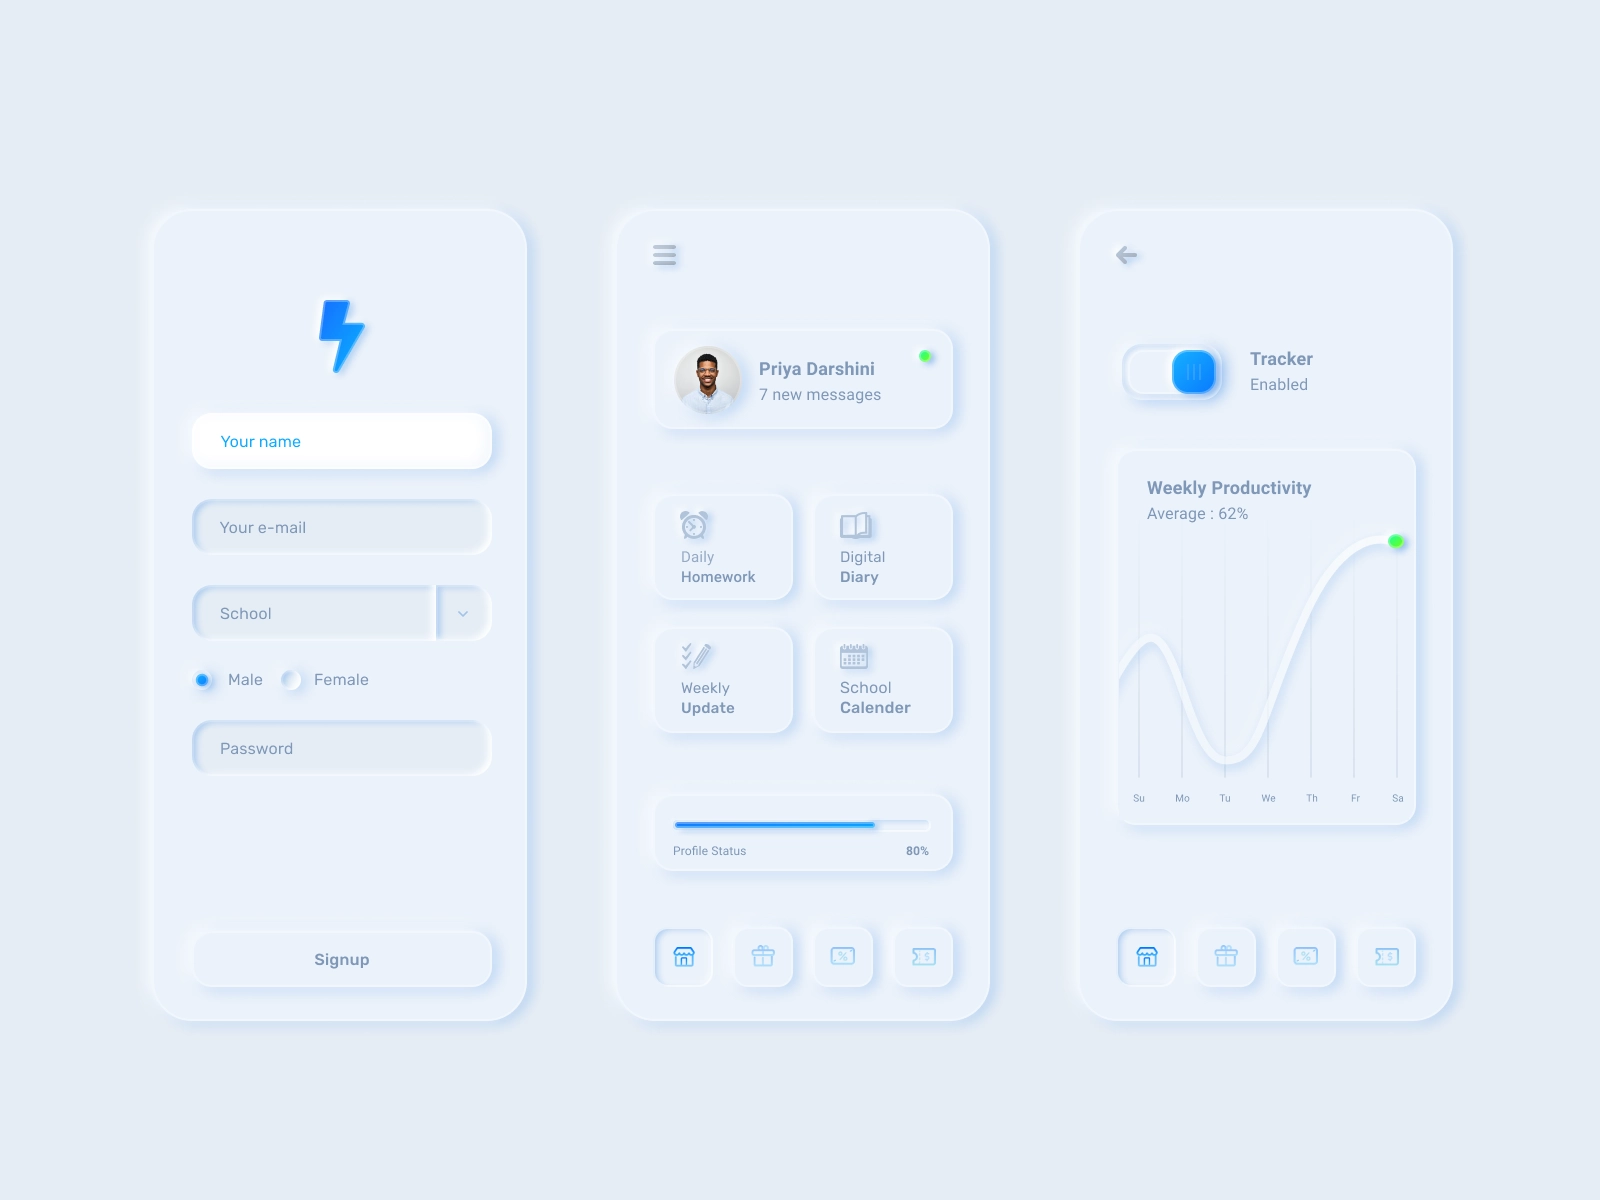 Your name
Your e-mail
School
Male
Female
Password
Signup
Priya Darshini
7 new messages
Daily
Homework
Digital
Diary
Weekly
Update
School
Calender
Profile Status
80%
%
$
Tracker
Enabled
Weekly Productivity
Average : 62%
Su
Mo
Tu
We
Th
Fr
Sa
%
$